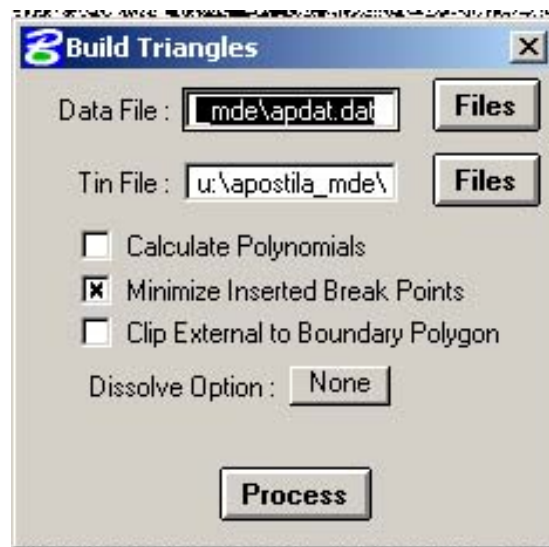 Build Triangles
Data File : _mde\apdat.dat Files
Tin File : u:\apostila_mde\ Files
Calculate Polynomials
Minimize Inserted Break Points
Clip External to Boundary Polygon
Dissolve Option : None
Process